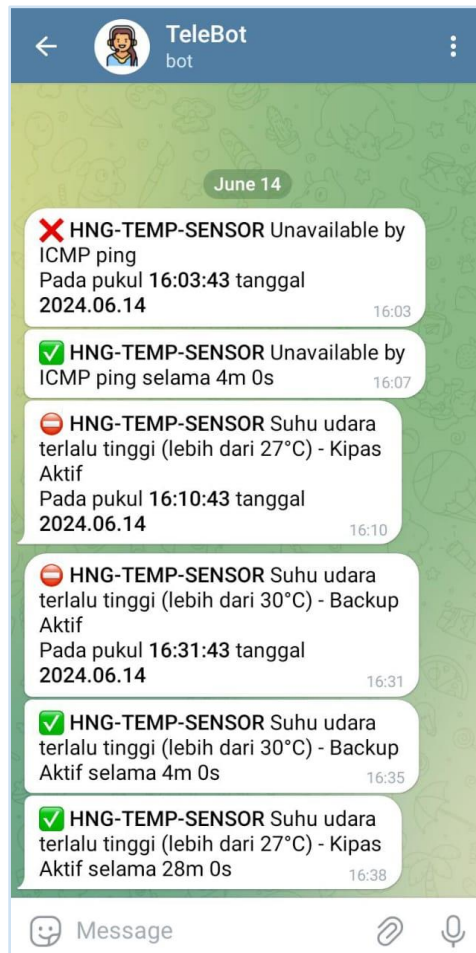 TeleBot
bot
June 14
❌ HNG-TEMP-SENSOR Unavailable by
ICMP ping
Pada pukul 16:03:43 tanggal
2024.06.14
16:03
✅ HNG-TEMP-SENSOR Unavailable by
ICMP ping selama 4m 0s
16:07
⛔ HNG-TEMP-SENSOR Suhu udara
terlalu tinggi (lebih dari 27°C) - Kipas
Aktif
Pada pukul 16:10:43 tanggal
2024.06.14
16:10
⛔ HNG-TEMP-SENSOR Suhu udara
terlalu tinggi (lebih dari 30°C) - Backup
Aktif
Pada pukul 16:31:43 tanggal
2024.06.14
16:31
✅ HNG-TEMP-SENSOR Suhu udara
terlalu tinggi (lebih dari 30°C) - Backup
Aktif selama 4m 0s
16:35
✅ HNG-TEMP-SENSOR Suhu udara
terlalu tinggi (lebih dari 27°C) - Kipas
Aktif selama 28m 0s
16:38
Message